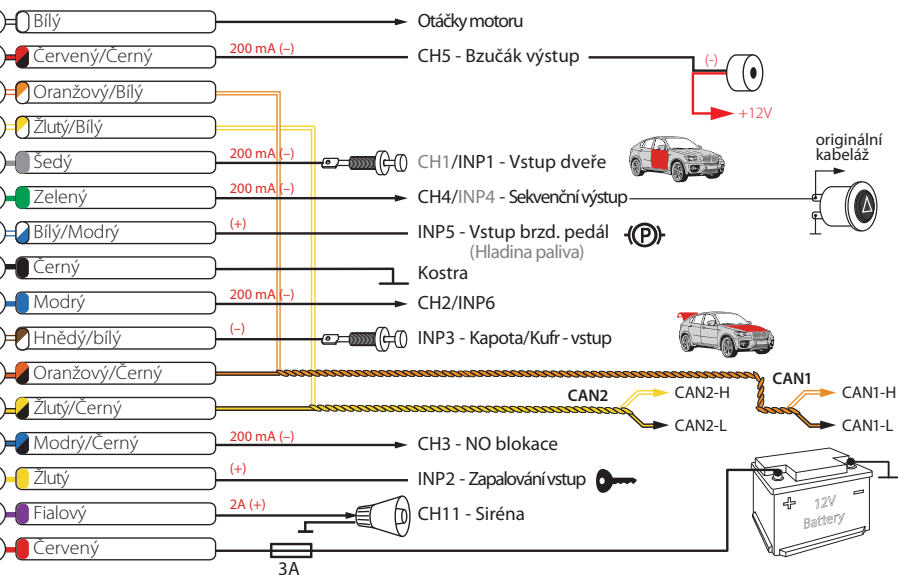 Bílý
Otáčky motoru
Červený/Černý
200 mA (–)
CH5 - Bzučák výstup
(-)
+12V
Oranžový/Bílý
Žlutý/Bílý
originální
kabeláž
Šedý
200 mA (–)
CH1/INP1 - Vstup dveře
Zelený
200 mA (–)
CH4/INP4 - Sekvenční výstup
Bílý/Modrý
(+)
INP5 - Vstup brzd. pedál
(P)
(Hladina paliva)
Černý
Kostra
Modrý
200 mA (–)
CH2/INP6
Hnědý/bílý
(–)
INP3 - Kapota/Kufr - vstup
Oranžový/Černý
CAN1
CAN2
CAN2-H
CAN1-H
Žlutý/Černý
CAN2-L
CAN1-L
Modrý/Černý
200 mA (–)
CH3 - NO blokace
Žlutý
(+)
INP2 - Zapalování vstup
+ 12V –
Battery
Fialový
2A (+)
CH11 - Siréna
Červený
3A